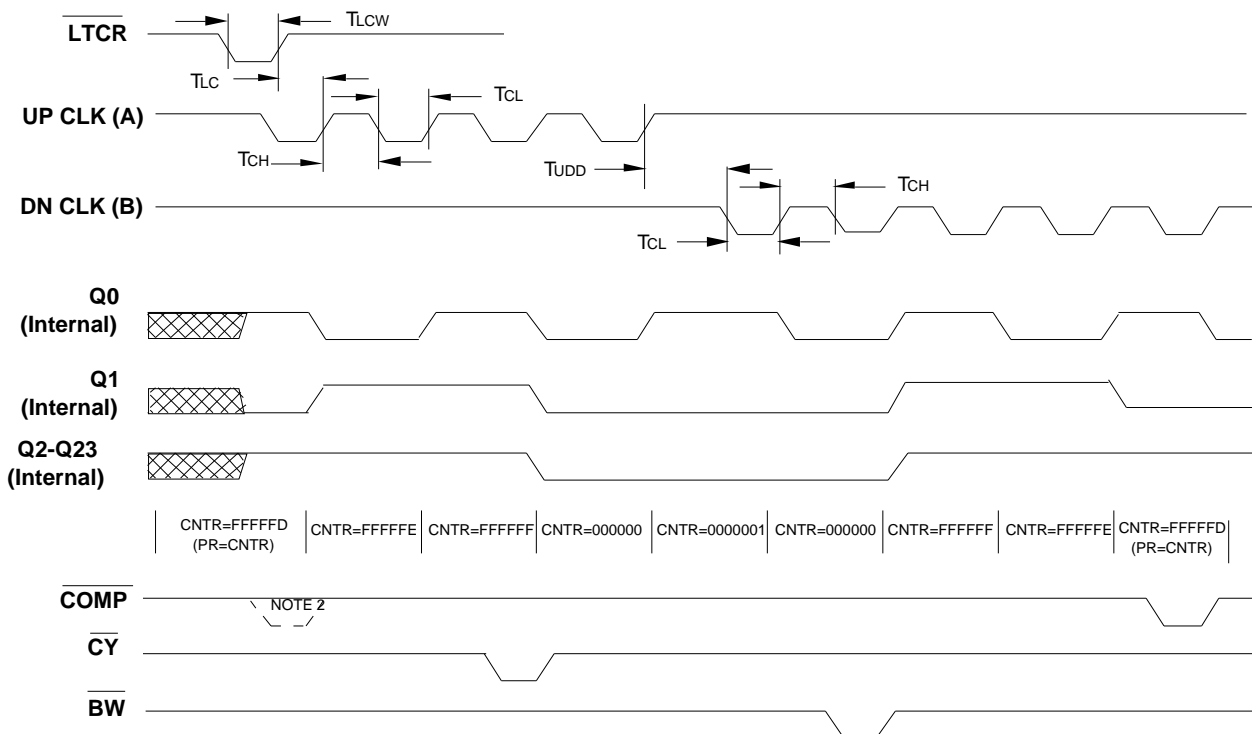 LTCR
TLCW
TLC
UP CLK (A)
TCL
TCH
TUDD
DN CLK (B)
TCH
TCL
Q0
(Internal)
Q1
(Internal)
Q2-Q23
(Internal)
CNTR=FFFFFD
(PR=CNTR)
CNTR=FFFFFE
CNTR=FFFFFF
CNTR=000000
CNTR=0000001
CNTR=000000
CNTR=FFFFFF
CNTR=FFFFFE
CNTR=FFFFFD
(PR=CNTR)
COMP
NOTE 2
CY
BW